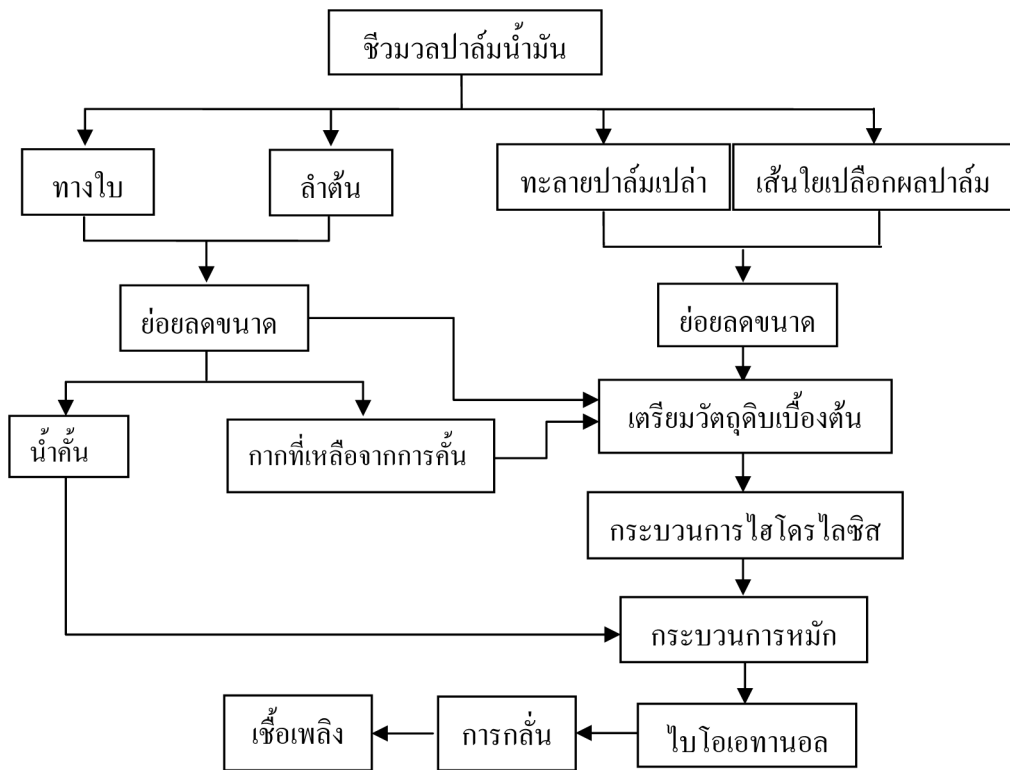 ชีวมวลปาล์มน้ำมัน
ทางใบ
ลำต้น
ทะลายปาล์มเปล่า
เส้นใยเปลือกผลปาล์ม
ย่อยลดขนาด
ย่อยลดขนาด
น้ำคั้น
กากที่เหลือจากการคั้น
เตรียมวัตถุดิบเบื้องต้น
กระบวนการไฮโดรไลซิส
กระบวนการหมัก
เชื้อเพลิง
การกลั่น
ไบโอเอทานอล